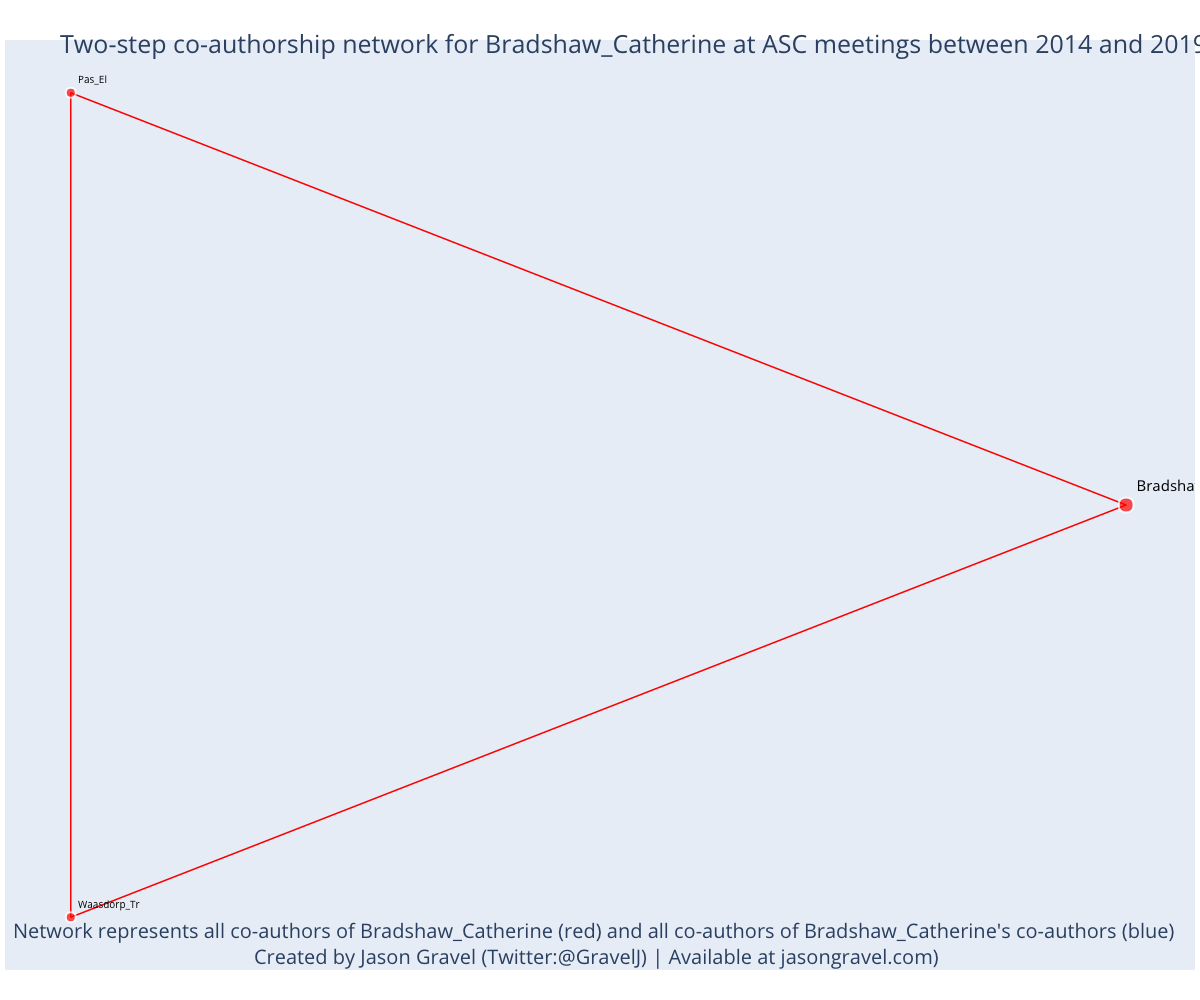 Two-step co-authorship network for Bradshaw_Catherine at ASC meetings between 2014 and 2019
Pas_El
Bradsha
Waasdorp_Tr
Network represents all co-authors of Bradshaw_Catherine (red) and all co-authors of Bradshaw_Catherine's co-authors (blue)
Created by Jason Gravel (Twitter:@GravelJ) | Available at jasongravel.com)